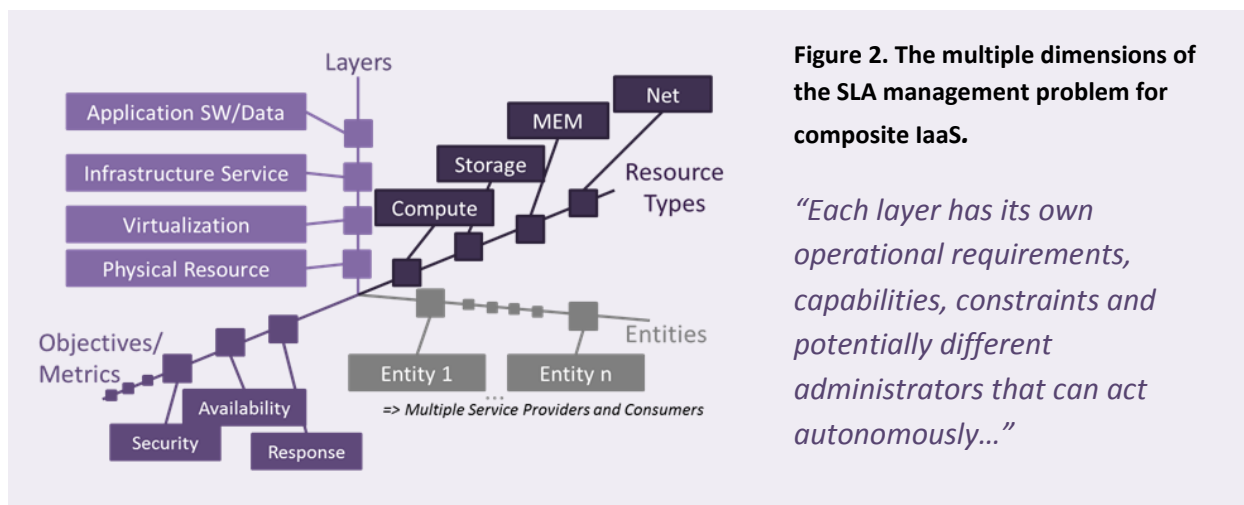 Layers
Application SW/Data
Infrastructure Service
Virtualization
Physical Resource
Net
MEM
Storage
Compute
Resource
Types
Entities
Entity 1
Entity n
...
=> Multiple Service Providers and Consumers
Objectives/
Metrics
Security
Availability
Response
Figure 2. The multiple dimensions of
the SLA management problem for
composite IaaS.
“Each layer has its own
operational requirements,
capabilities, constraints and
potentially different
administrators that can act
autonomously…”